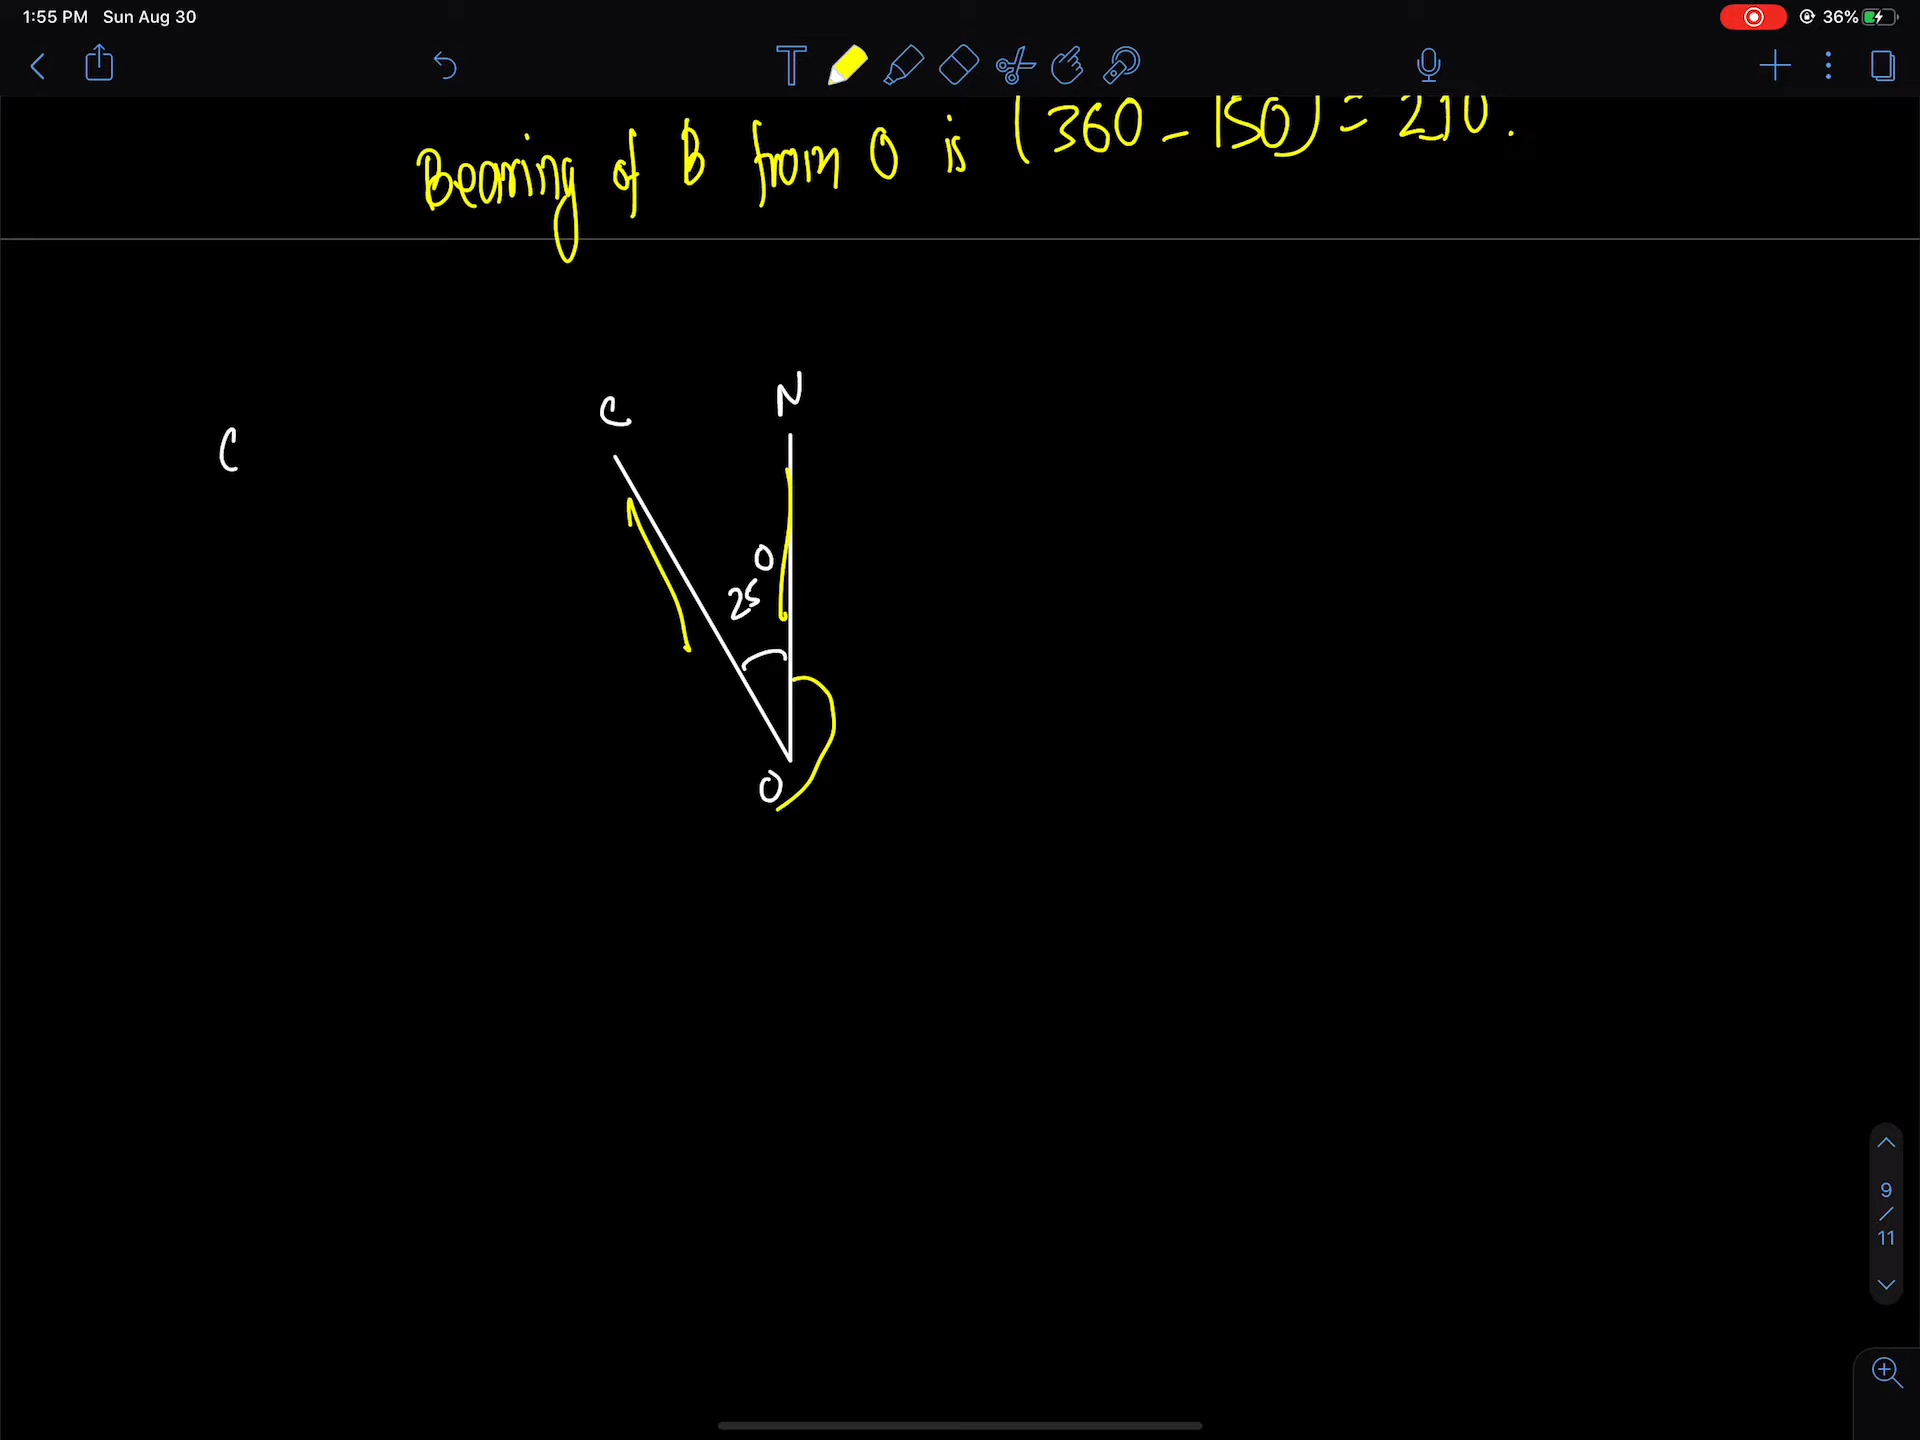 1:55 PM Sun Aug 30
36%
T
Bearing of B from O is (360 - 150) = 210.
C
C
N
25°
O
9
/
11